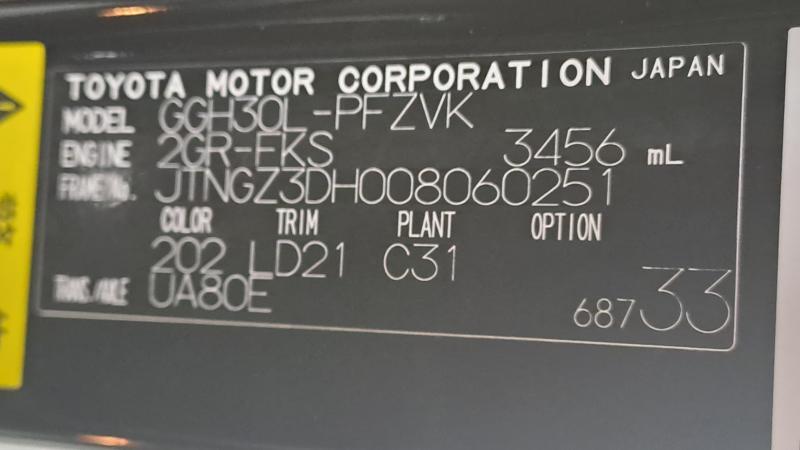 TOYOTA MOTOR CORPORATION JAPAN
MODEL GGH30L-PFZVK
ENGINE 2GR-FKS 3456 mL
FRAME No. JTNGZ3DH008060251
COLOR TRIM PLANT OPTION
202 LD21 C31
TRANS/AXLE UA80E
68733